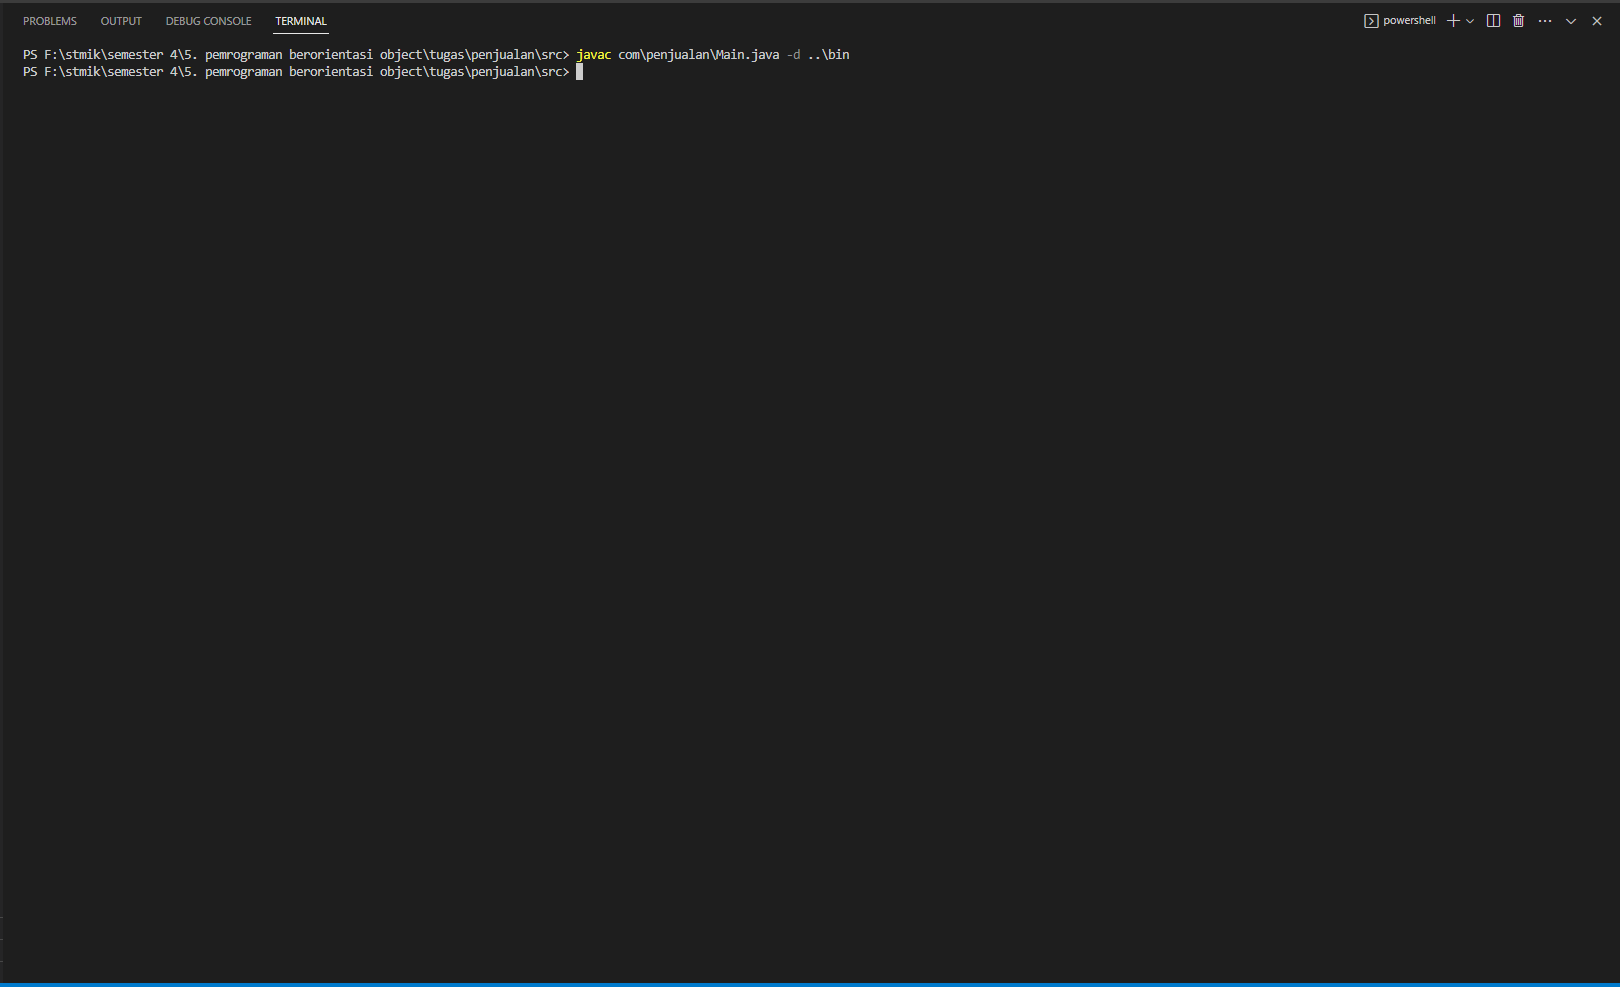 PROBLEMS OUTPUT DEBUG CONSOLE TERMINAL powershell
PS F:\stmik\semester 4\5. pemrograman berorientasi object\tugas\penjualan\src> javac com\penjualan\Main.java -d ..\bin
PS F:\stmik\semester 4\5. pemrograman berorientasi object\tugas\penjualan\src>